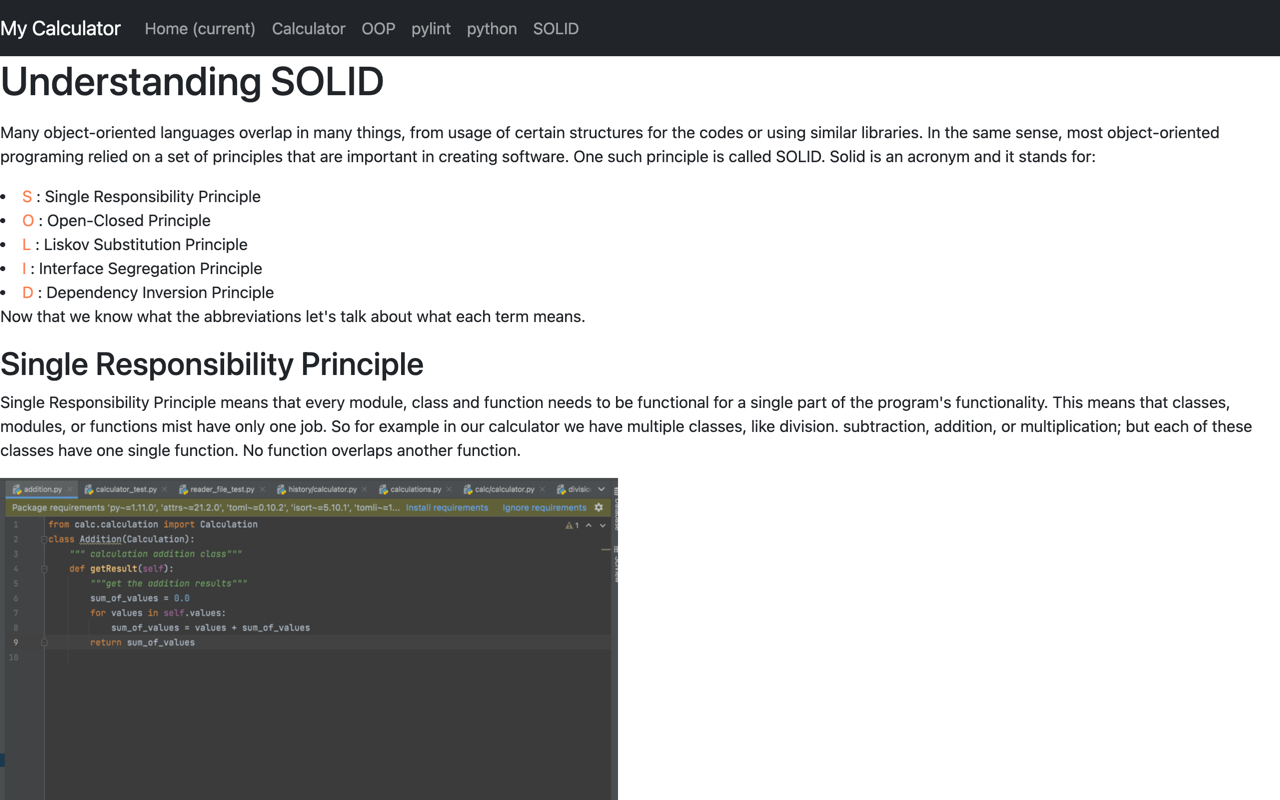 My Calculator Home (current) Calculator OOP pylint python SOLID
Understanding SOLID
Many object-oriented languages overlap in many things, from usage of certain structures for the codes or using similar libraries. In the same sense, most object-oriented
programing relied on a set of principles that are important in creating software. One such principle is called SOLID. Solid is an acronym and it stands for:
• S : Single Responsibility Principle
• O : Open-Closed Principle
• L : Liskov Substitution Principle
• I : Interface Segregation Principle
• D : Dependency Inversion Principle
Now that we know what the abbreviations let's talk about what each term means.
Single Responsibility Principle
Single Responsibility Principle means that every module, class and function needs to be functional for a single part of the program's functionality. This means that classes,
modules, or functions mist have only one job. So for example in our calculator we have multiple classes, like division. subtraction, addition, or multiplication; but each of these
classes have one single function. No function overlaps another function.
addition.py calculator_test.py reader_file_test.py history/calculator.py calculations.py calc/calculator.py divisio
Package requirements 'py~=1.11.0', 'attrs~=21.2.0', 'toml~=0.10.2', 'isort~=5.10.1', 'tomli~=1... Install requirements Ignore requirements
1 from calc.calculation import Calculation 1
2 class Addition(Calculation):
3 """ calculation addition class"""
4 def getResult(self):
5 """get the addition results"""
6 sum_of_values = 0.0
7 for values in self.values:
8 sum_of_values = values + sum_of_values
9 return sum_of_values
10